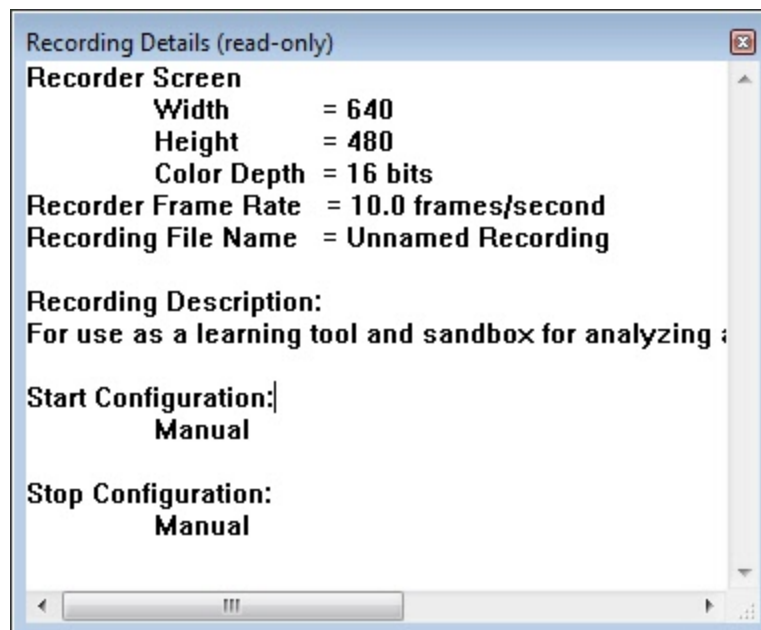 Recording Details (read-only)
Recorder Screen
Width = 640
Height = 480
Color Depth = 16 bits
Recorder Frame Rate = 10.0 frames/second
Recording File Name = Unnamed Recording
Recording Description:
For use as a learning tool and sandbox for analyzing
Start Configuration:
Manual
Stop Configuration:
Manual